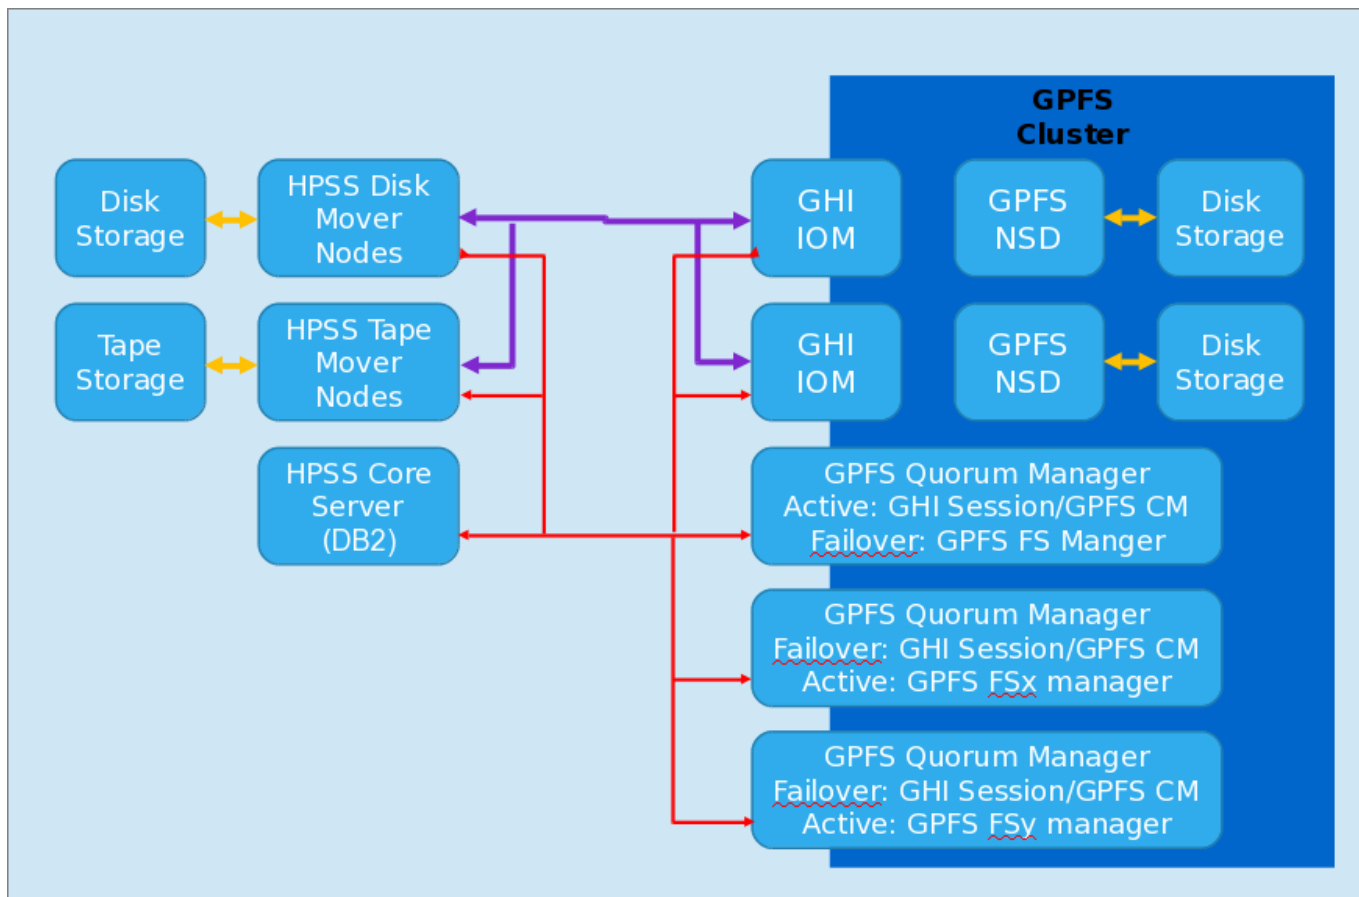 GPFS
Cluster
Disk
Storage
HPSS Disk
Mover
Nodes
GHI
IOM
GPFS
NSD
Disk
Storage
Tape
Storage
HPSS Tape
Mover
Nodes
GHI
IOM
GPFS
NSD
Disk
Storage
HPSS Core
Server
(DB2)
GPFS Quorum Manager
Active: GHI Session/GPFS CM
Failover: GPFS FS Manger
GPFS Quorum Manager
Failover: GHI Session/GPFS CM
Active: GPFS FSx manager
GPFS Quorum Manager
Failover: GHI Session/GPFS CM
Active: GPFS FSy manager